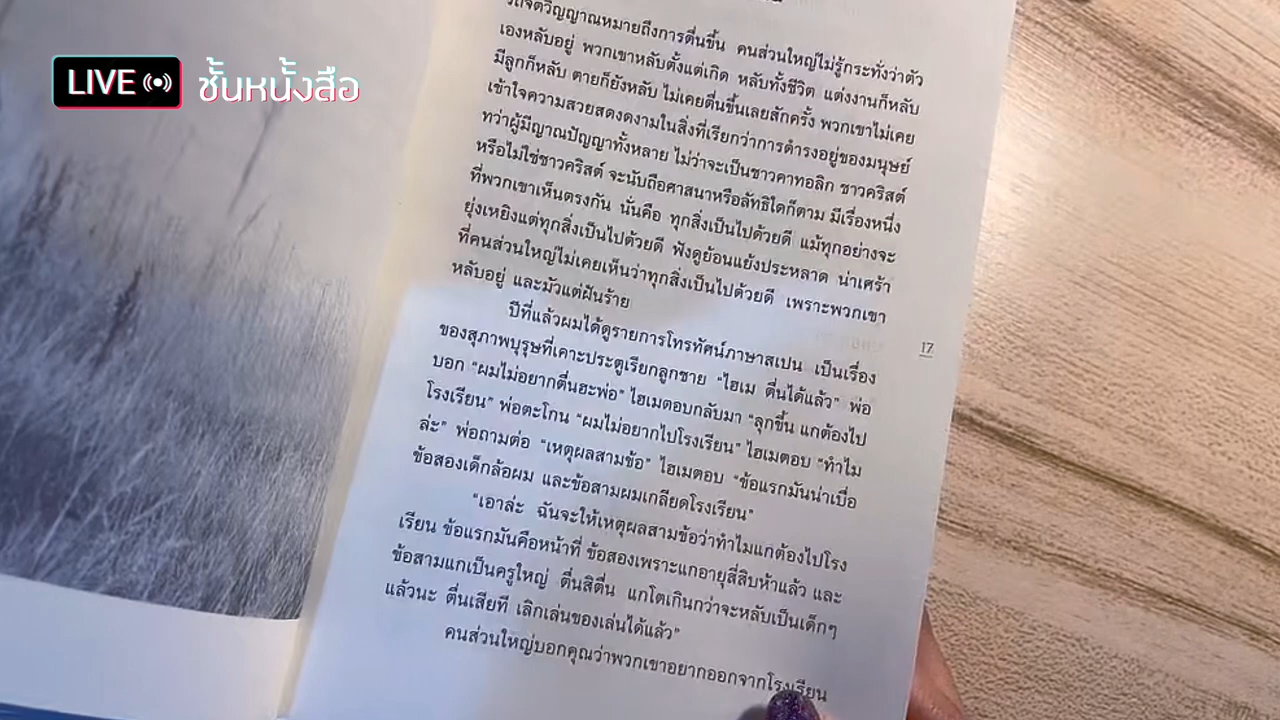 LIVE ชั้นหนั้งสือ
จิตวิญญาณหมายถึงการตื่นขึ้น คนส่วนใหญ่ไม่รู้กระทั่งว่าตัว
เองหลับอยู่ พวกเขาหลับตั้งแต่เกิด หลับทั้งชีวิต แต่งงานก็หลับ
มีลูกก็หลับ ตายก็ยังหลับ ไม่เคยตื่นขึ้นเลยสักครั้ง พวกเขาไม่เคย
เข้าใจความสวยสดงดงามในสิ่งที่เรียกว่าการดำรงอยู่ของมนุษย์
ทว่าผู้มีญาณปัญญาทั้งหลาย ไม่ว่าจะเป็นชาวคาทอลิก ชาวคริสต์
หรือไม่ใช่ชาวคริสต์ จะนับถือศาสนาหรือลัทธิใดก็ตาม มีเรื่องหนึ่ง
ที่พวกเขาเห็นตรงกัน นั่นคือ ทุกสิ่งเป็นไปด้วยดี แม้ทุกอย่างจะ
ยุ่งเหยิงแต่ทุกสิ่งเป็นไปด้วยดี ฟังดูย้อนแย้งประหลาด น่าเศร้า
ที่คนส่วนใหญ่ไม่เคยเห็นว่าทุกสิ่งเป็นไปด้วยดี เพราะพวกเขา
หลับอยู่ และมัวแต่ฝันร้าย
ปีที่แล้วผมได้ดูรายการโทรทัศน์ภาษาสเปน เป็นเรื่อง
ของสุภาพบุรุษที่เคาะประตูเรียกลูกชาย “ไฮเม ตื่นได้แล้ว” พ่อ
บอก “ผมไม่อยากตื่นฮะพ่อ” ไฮเมตอบกลับมา “ลุกขึ้น แกต้องไป
โรงเรียน” พ่อตะโกน “ผมไม่อยากไปโรงเรียน” ไฮเมตอบ “ทำไม
ล่ะ” พ่อถามต่อ “เหตุผลสามข้อ” ไฮเมตอบ “ข้อแรกมันน่าเบื่อ
ข้อสองเด็กล้อผม และข้อสามผมเกลียดโรงเรียน”
“เอาล่ะ ฉันจะให้เหตุผลสามข้อว่าทำไมแกต้องไปโรง
เรียน ข้อแรกมันคือหน้าที่ ข้อสองเพราะแกอายุสี่สิบห้าแล้ว และ
ข้อสามแกเป็นครูใหญ่ ตื่นสิตื่น แกโตเกินกว่าจะหลับเป็นเด็กๆ
แล้วนะ ตื่นเสียที เลิกเล่นของเล่นได้แล้ว”
คนส่วนใหญ่บอกคุณว่าพวกเขาอยากออกจากโรงเรียน
17